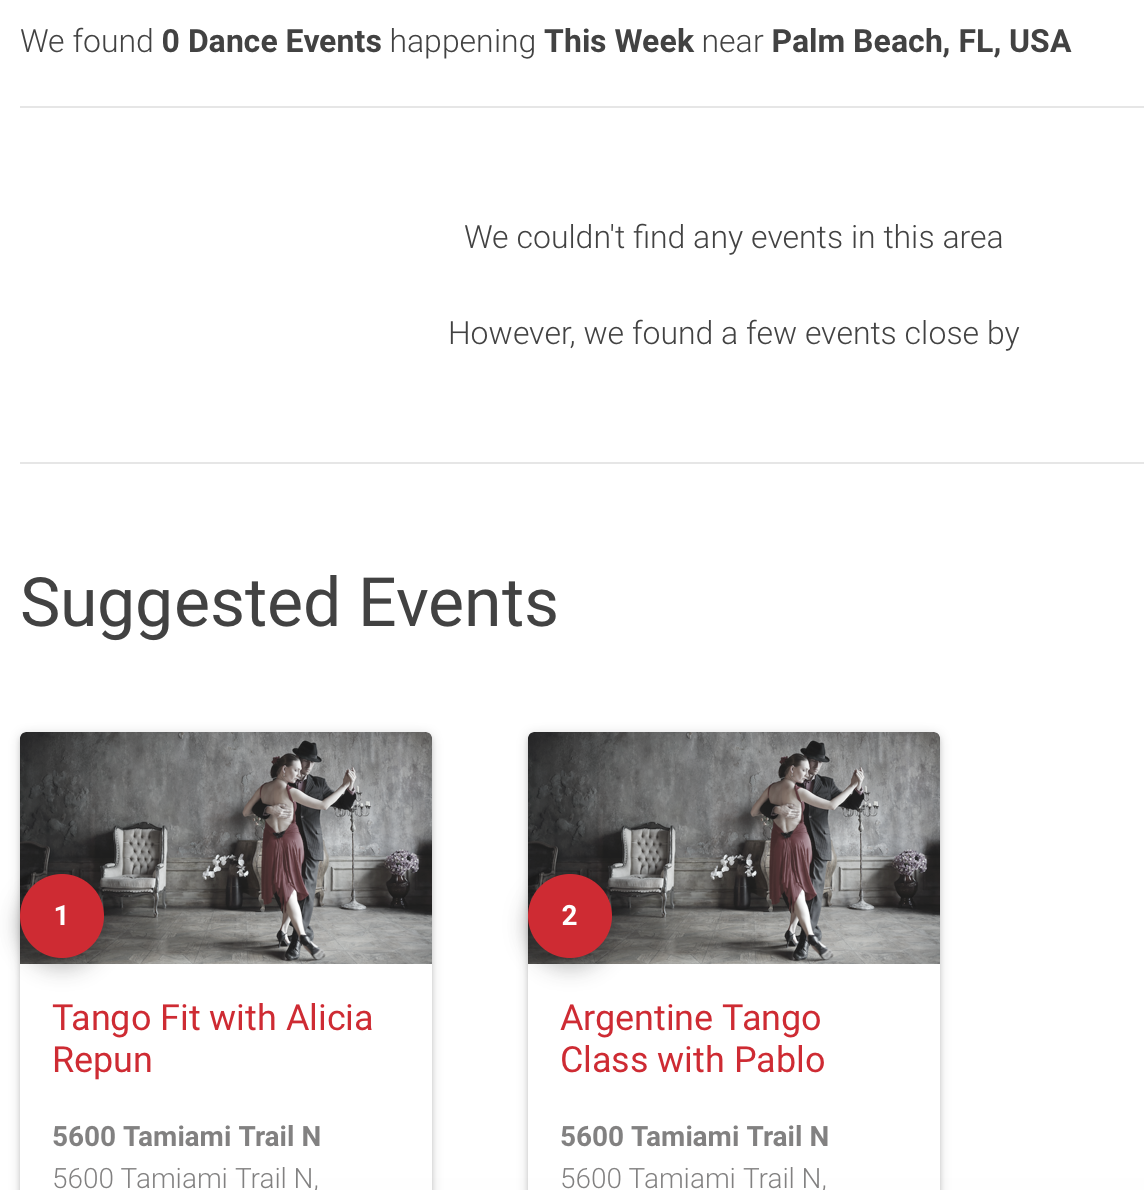 We found 0 Dance Events happening This Week near Palm Beach, FL, USA
We couldn't find any events in this area
However, we found a few events close by
Suggested Events
1
Tango Fit with Alicia
Repun
5600 Tamiami Trail N
5600 Tamiami Trail N,
2
Argentine Tango
Class with Pablo
5600 Tamiami Trail N
5600 Tamiami Trail N,